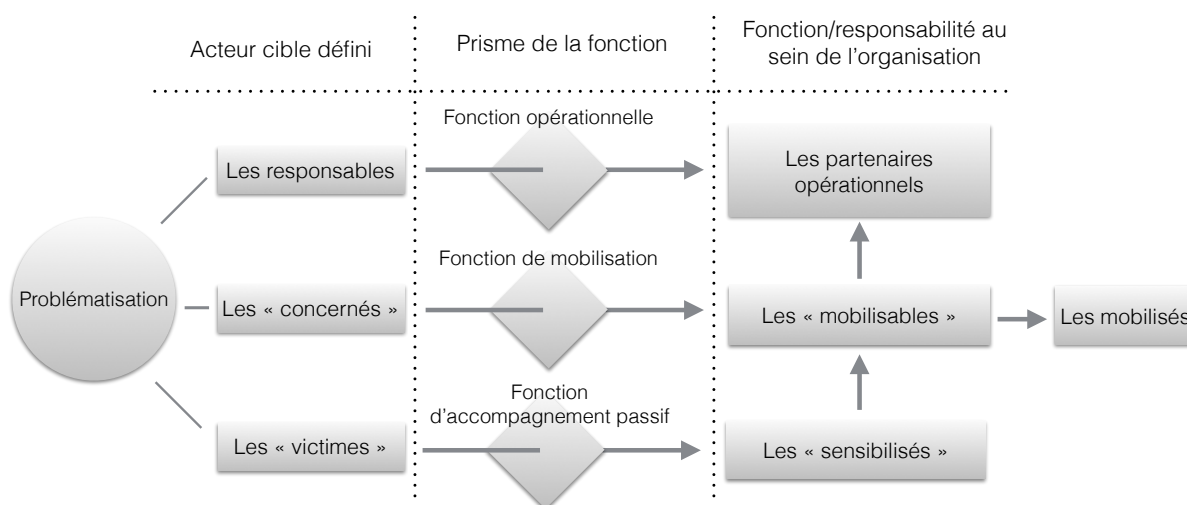 Acteur cible défini
Prisme de la fonction
Fonction/responsabilité au
sein de l'organisation
Fonction opérationnelle
Les responsables
Les partenaires
opérationnels
Problématisation
Fonction de mobilisation
Les « concernés »
Les « mobilisables »
Les mobilisés
Fonction
d'accompagnement passif
Les « victimes »
Les « sensibilisés »